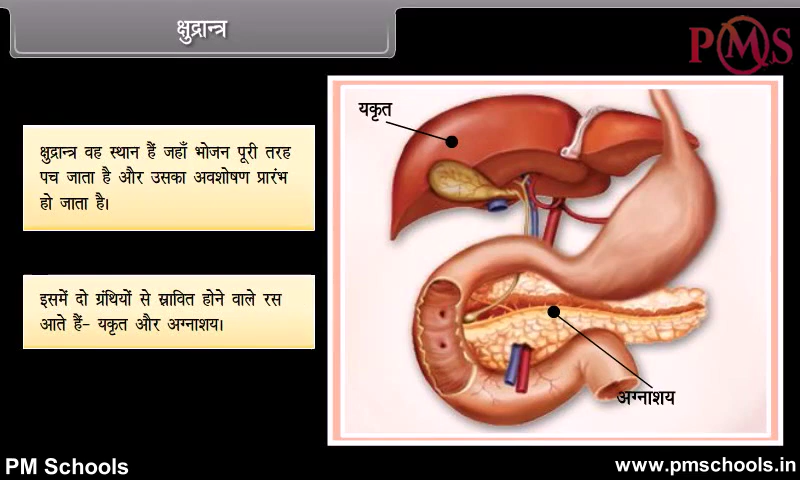 क्षुद्रान्त्र
PMS
यकृत
क्षुद्रान्त्र वह स्थान हैं जहाँ भोजन पूरी तरह
पच जाता है और उसका अवशोषण प्रारंभ
हो जाता है।
इसमें दो ग्रंथियों से स्रावित होने वाले रस
आते हैं- यकृत और अग्नाशय।
अग्नाशय
PM Schools
www.pmschools.in